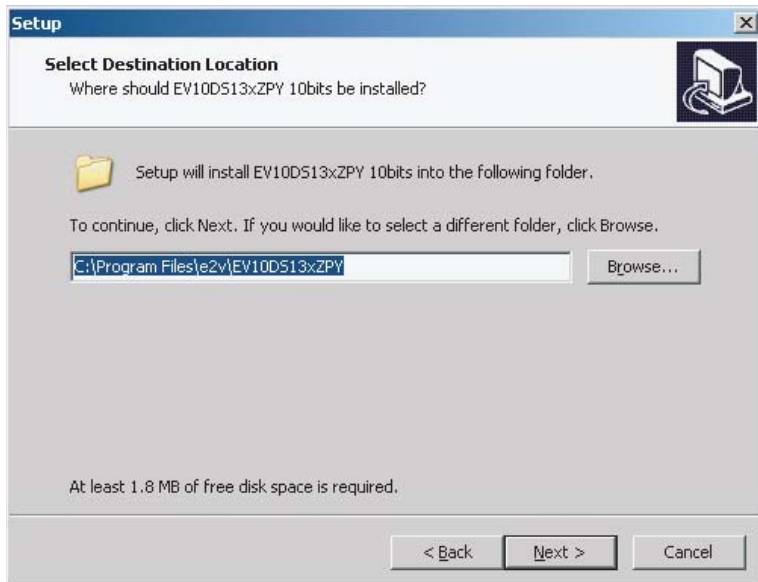 Setup
Select Destination Location
Where should EV10DS13xZPY 10bits be installed?
Setup will install EV10DS13xZPY 10bits into the following folder.
To continue, click Next. If you would like to select a different folder, click Browse.
C:\Program Files\e2v\EV10DS13xZPY
Browse...
At least 1.8 MB of free disk space is required.
< Back
Next >
Cancel